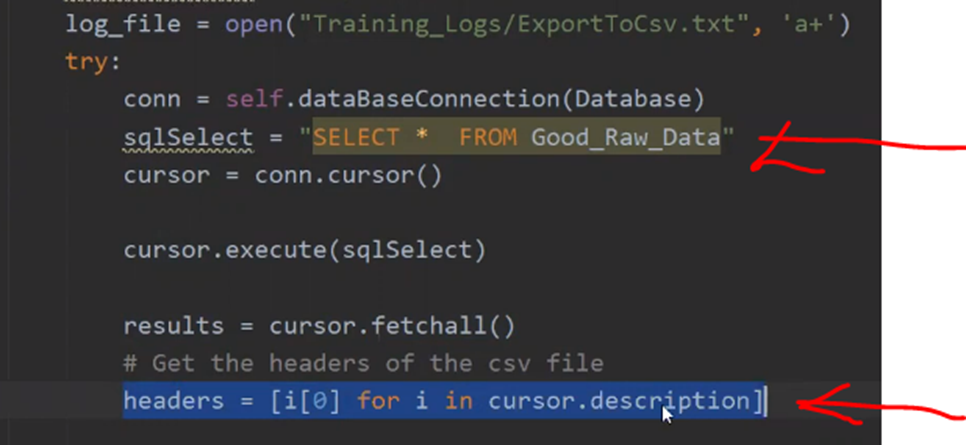 log_file = open("Training_Logs/ExportToCsv.txt", 'a+')
try:
conn = self.dataBaseConnection(Database)
sqlSelect = "SELECT *  FROM Good_Raw_Data"
cursor = conn.cursor()
cursor.execute(sqlSelect)
results = cursor.fetchall()
# Get the headers of the csv file
headers = [i[0] for i in cursor.description]